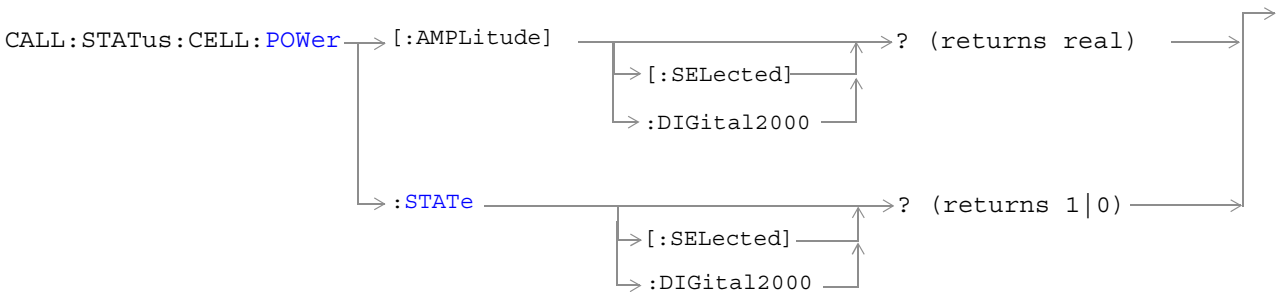 CALL:STATus:CELL:POWer [:AMPLitude] ? (returns real)
[:SELected]
:DIGital2000
:STATe ? (returns 1|0)
[:SELected]
:DIGital2000